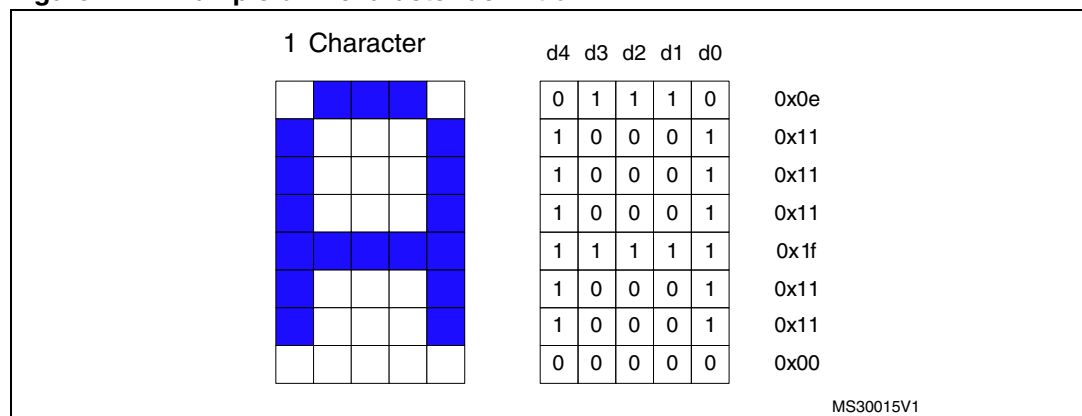 1 Character
d4 d3 d2 d1 d0
0 1 1 1 0 0x0e
1 0 0 0 1 0x11
1 0 0 0 1 0x11
1 0 0 0 1 0x11
1 1 1 1 1 0x1f
1 0 0 0 1 0x11
1 0 0 0 1 0x11
0 0 0 0 0 0x00
MS30015V1